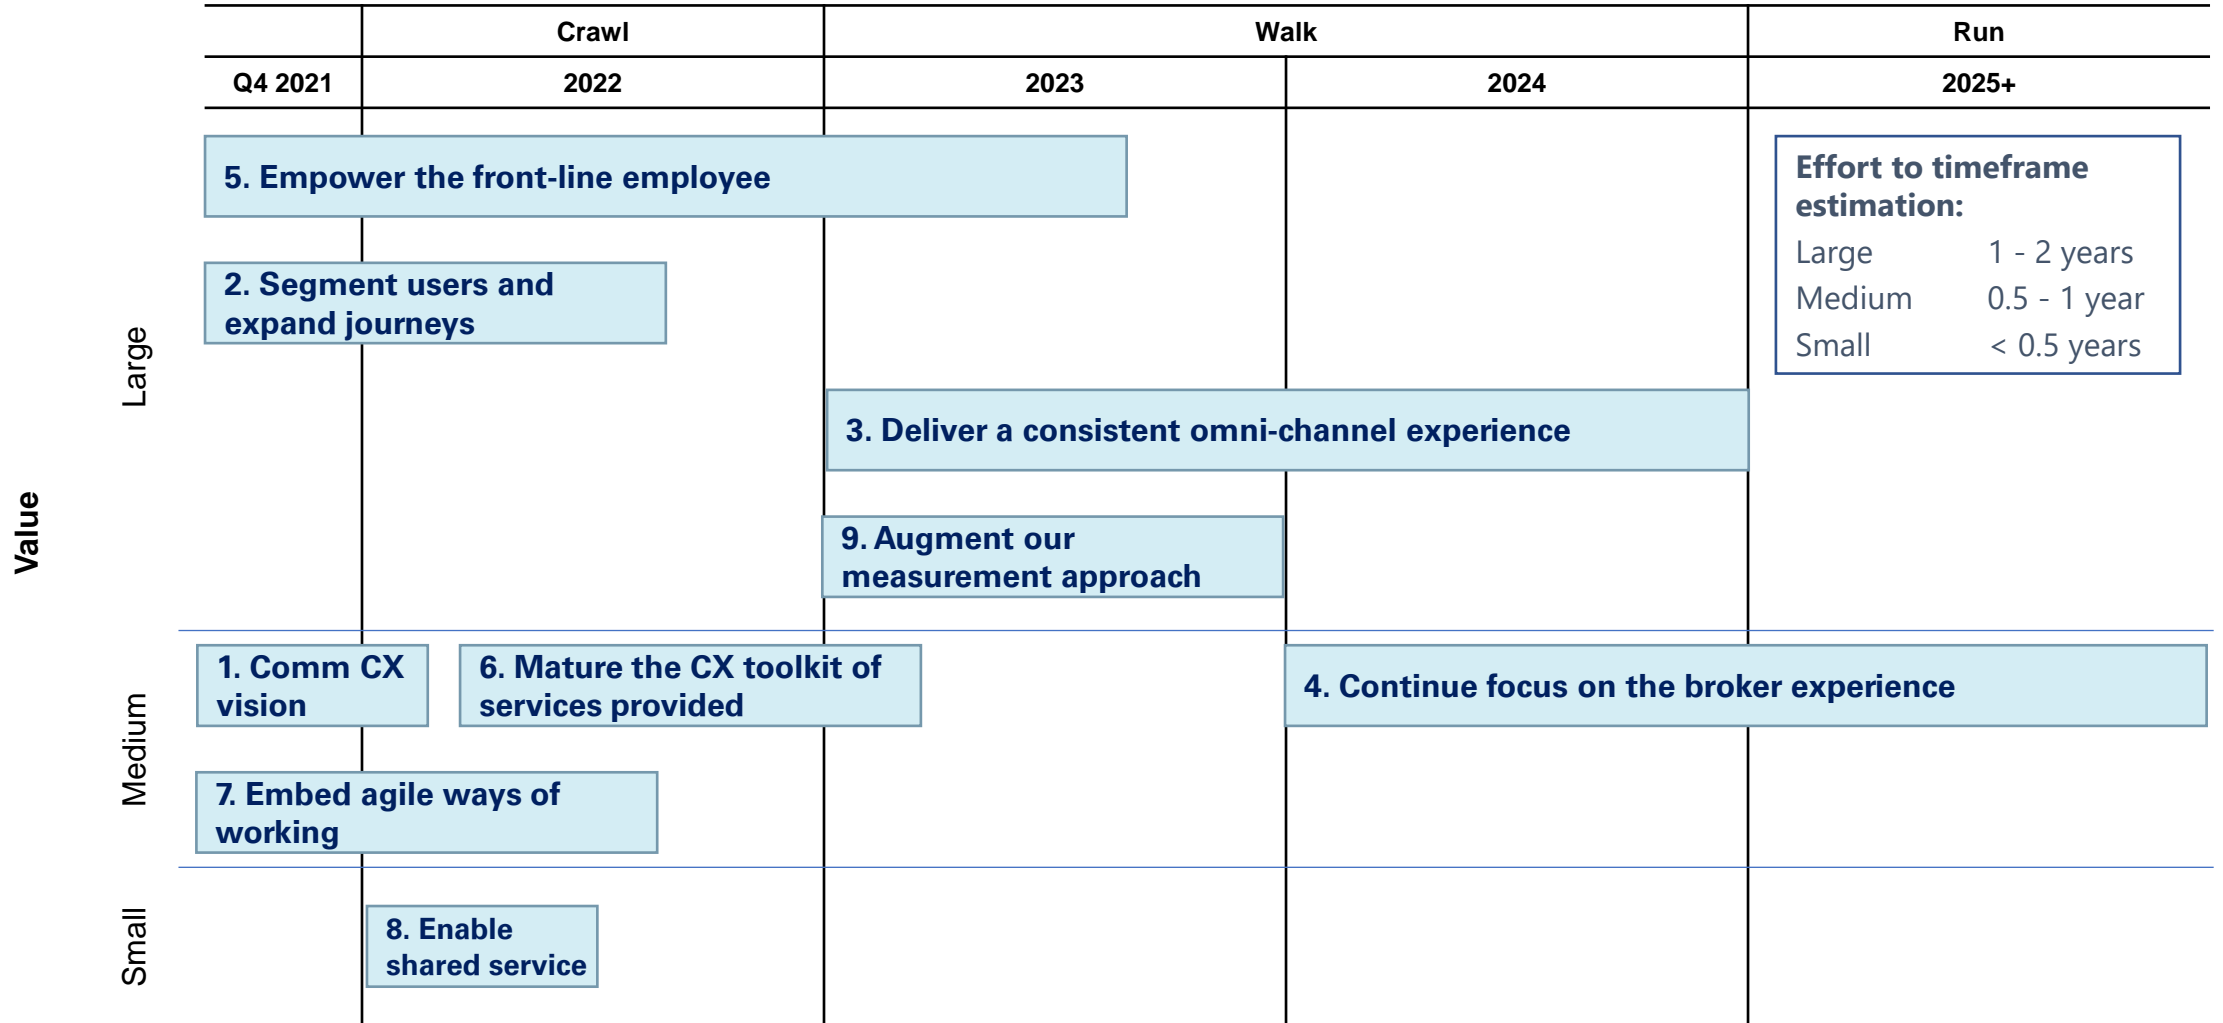 Crawl
Walk
Run
Q4 2021
2022
2023
2024
2025+
5. Empower the front-line employee
Effort to timeframe
estimation:
Large 1 - 2 years
Medium 0.5 - 1 year
Small < 0.5 years
2. Segment users and
expand journeys
Large
3. Deliver a consistent omni-channel experience
Value
9. Augment our
measurement approach
1. Comm CX
vision
6. Mature the CX toolkit of
services provided
4. Continue focus on the broker experience
Medium
7. Embed agile ways of
working
Small
8. Enable
shared service